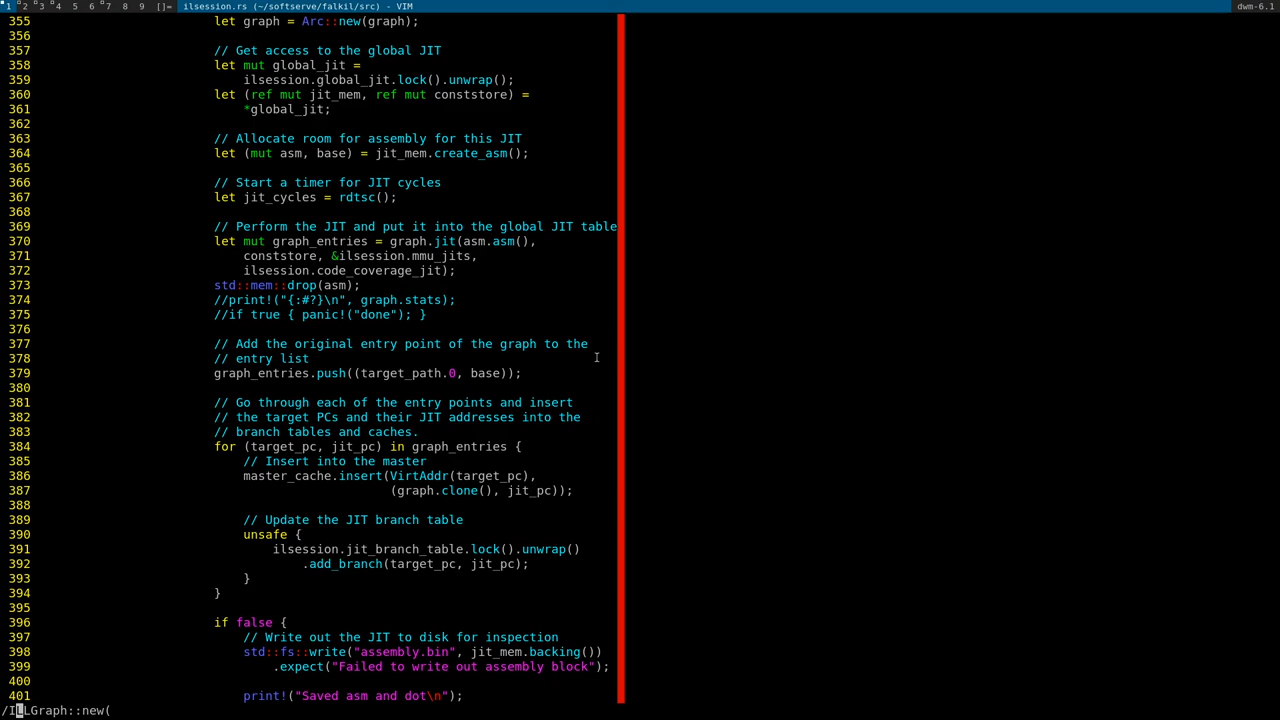 1 2 3 4 5 6 7 8 9 []= ilsession.rs (~/softserve/falkil/src) - VIM dwm-6.1
355 let graph = Arc::new(graph);
356
357 // Get access to the global JIT
358 let mut global_jit =
359 ilsession.global_jit.lock().unwrap();
360 let (ref mut jit_mem, ref mut conststore) =
361 *global_jit;
362
363 // Allocate room for assembly for this JIT
364 let (mut asm, base) = jit_mem.create_asm();
365
366 // Start a timer for JIT cycles
367 let jit_cycles = rdtsc();
368
369 // Perform the JIT and put it into the global JIT table
370 let mut graph_entries = graph.jit(asm.asm(),
371 conststore, &ilsession.mmu_jits,
372 ilsession.code_coverage_jit);
373 std::mem::drop(asm);
374 //print!("{:#?}\n", graph.stats);
375 //if true { panic!("done"); }
376
377 // Add the original entry point of the graph to the
378 // entry list
379 graph_entries.push((target_path.0, base));
380
381 // Go through each of the entry points and insert
382 // the target PCs and their JIT addresses into the
383 // branch tables and caches.
384 for (target_pc, jit_pc) in graph_entries {
385 // Insert into the master
386 master_cache.insert(VirtAddr(target_pc),
387 (graph.clone(), jit_pc));
388
389 // Update the JIT branch table
390 unsafe {
391 ilsession.jit_branch_table.lock().unwrap()
392 .add_branch(target_pc, jit_pc);
393 }
394 }
395
396 if false {
397 // Write out the JIT to disk for inspection
398 std::fs::write("assembly.bin", jit_mem.backing())
399 .expect("Failed to write out assembly block");
400
401 print!("Saved asm and dot\n");
/ILLGraph::new(